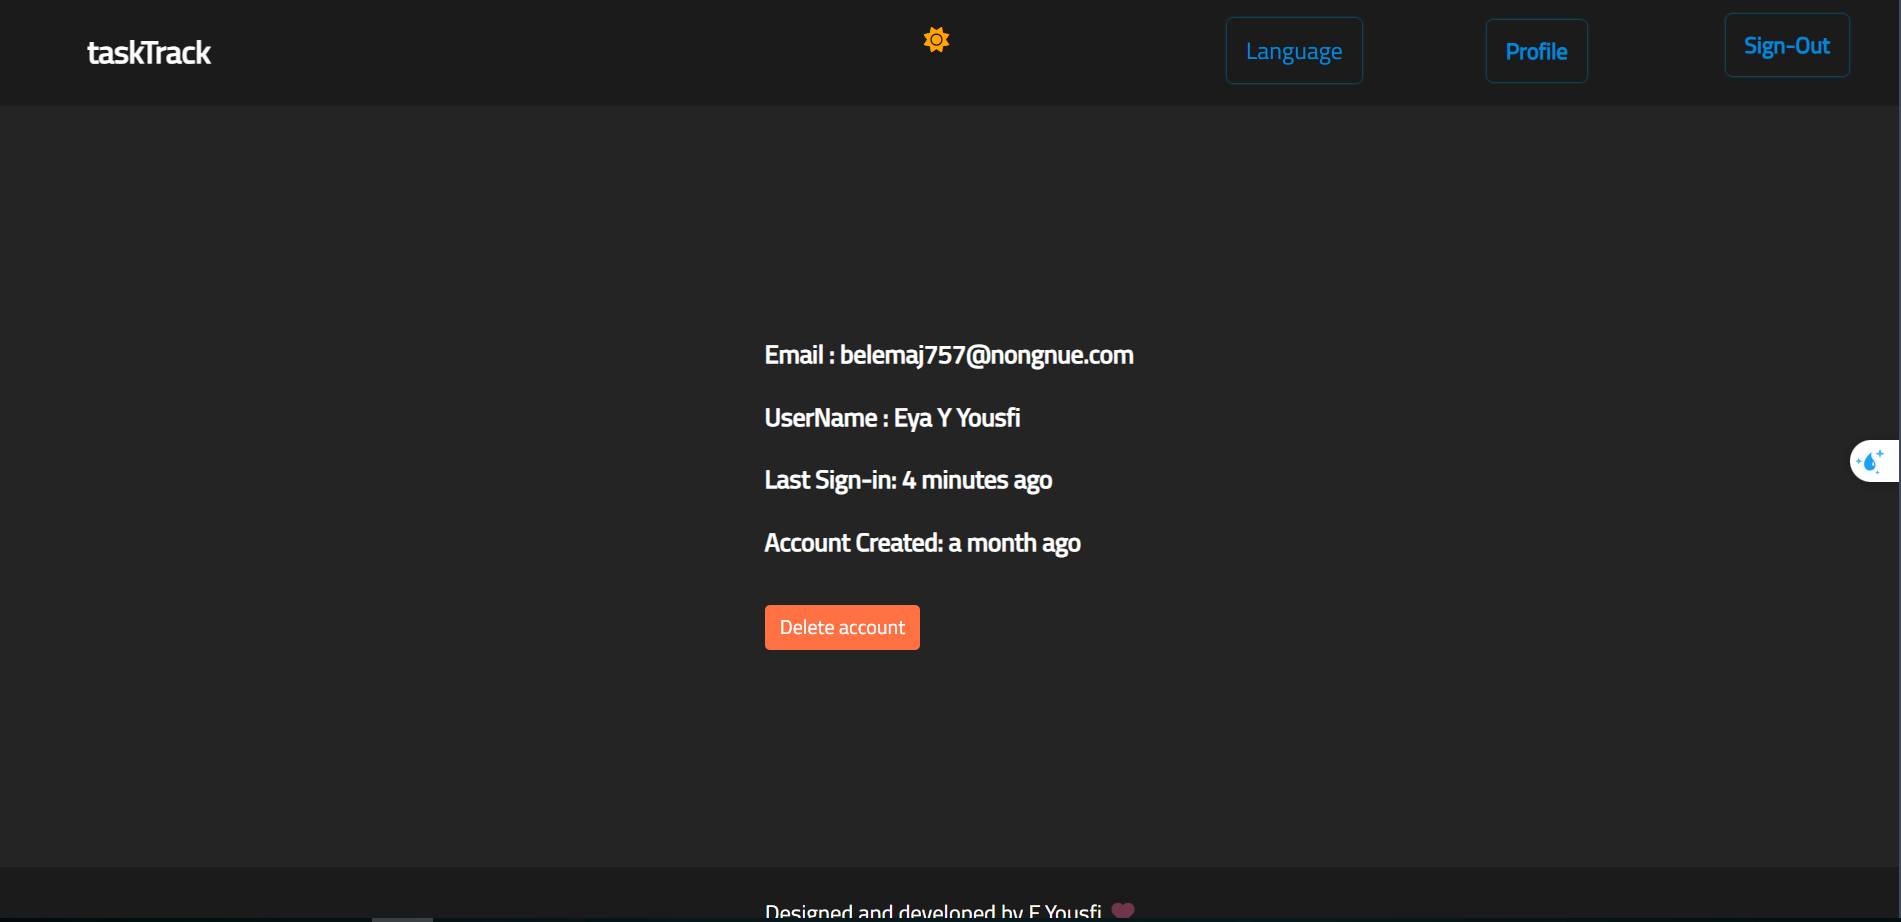 taskTrack
Language
Profile
Sign-Out
Email : belemaj757@nongnue.com
UserName : Eya Y Yousfi
Last Sign-in: 4 minutes ago
Account Created: a month ago
Delete account
Designed and developed by E.Yousfi